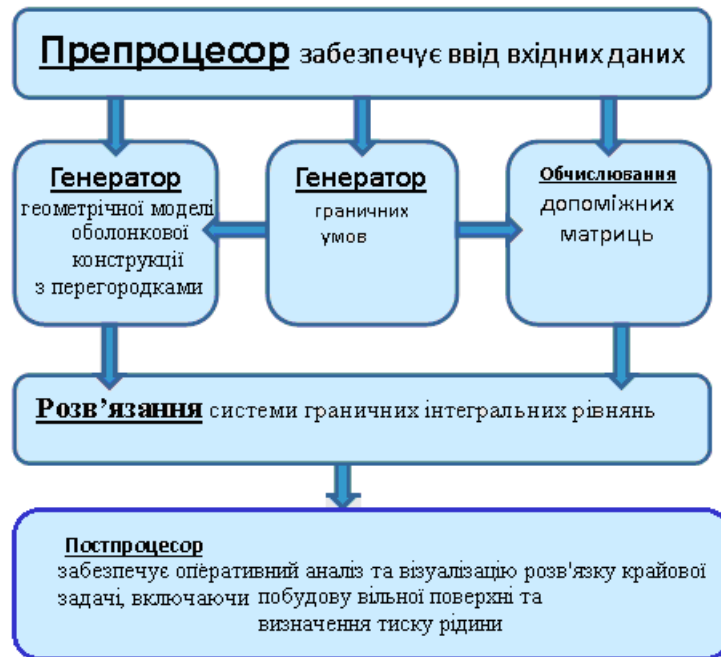 Препроцесор забезпечує ввід вхідних даних
Генератор
геометричної моделі
оболонкової
конструкції
з перегородками
Генератор
граничних
умов
Обчислювання
допоміжних
матриць
Розв’язання системи граничних інтегральних рівнянь
Постпроцесор
забезпечує оперативний аналіз та візуалізацію розв'язку крайової
задачі, включаючи побудову вільної поверхні та
визначення тиску рідини